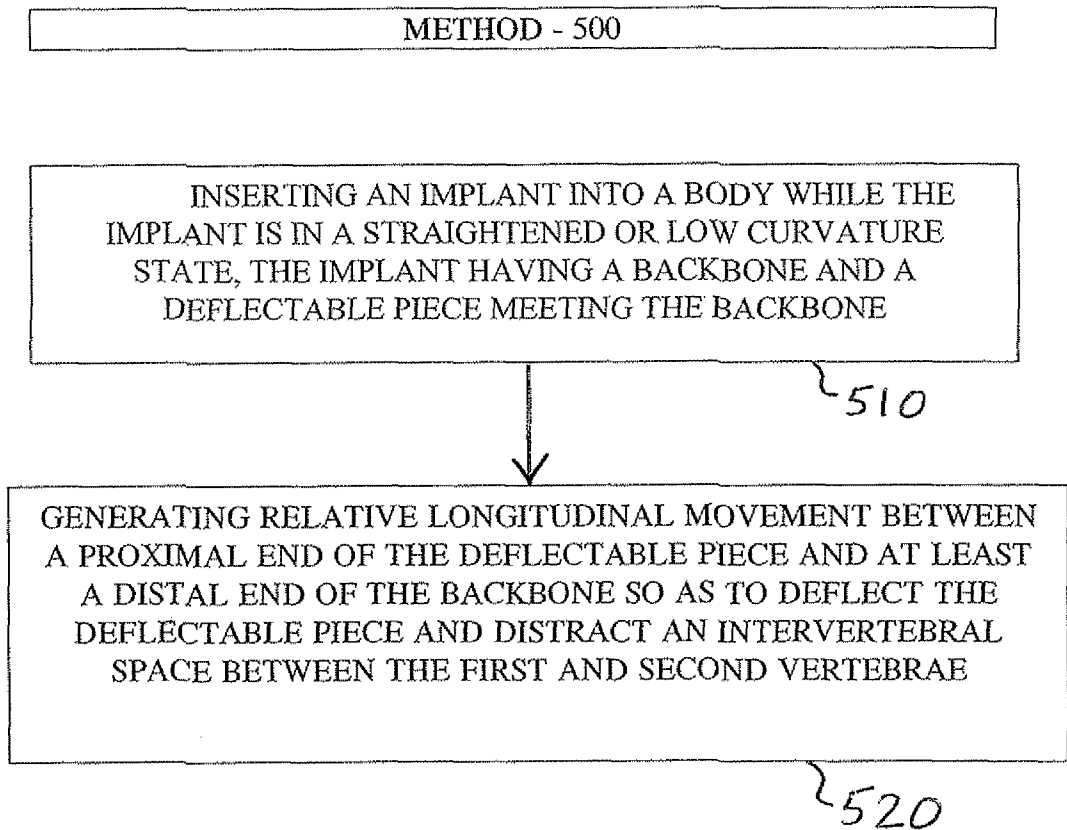 METHOD - 500
INSERTING AN IMPLANT INTO A BODY WHILE THE
IMPLANT IS IN A STRAIGHTENED OR LOW CURVATURE
STATE, THE IMPLANT HAVING A BACKBONE AND A
DEFLECTABLE PIECE MEETING THE BACKBONE
510
GENERATING RELATIVE LONGITUDINAL MOVEMENT BETWEEN
A PROXIMAL END OF THE DEFLECTABLE PIECE AND AT LEAST
A DISTAL END OF THE BACKBONE SO AS TO DEFLECT THE
DEFLECTABLE PIECE AND DISTRACT AN INTERVERTEBRAL
SPACE BETWEEN THE FIRST AND SECOND VERTEBRAE
520